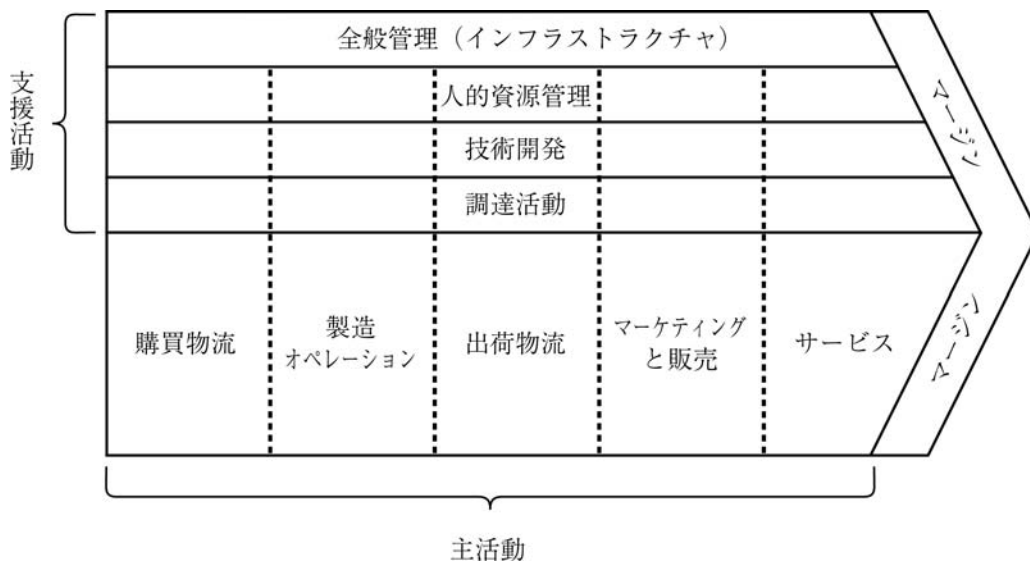 全般管理（インフラストラクチャ）
支援活動
人的資源管理
技術開発
調達活動
マージン
購買物流
製造
オペレーション
出荷物流
マーケティング
と販売
サービス
マージン
主活動